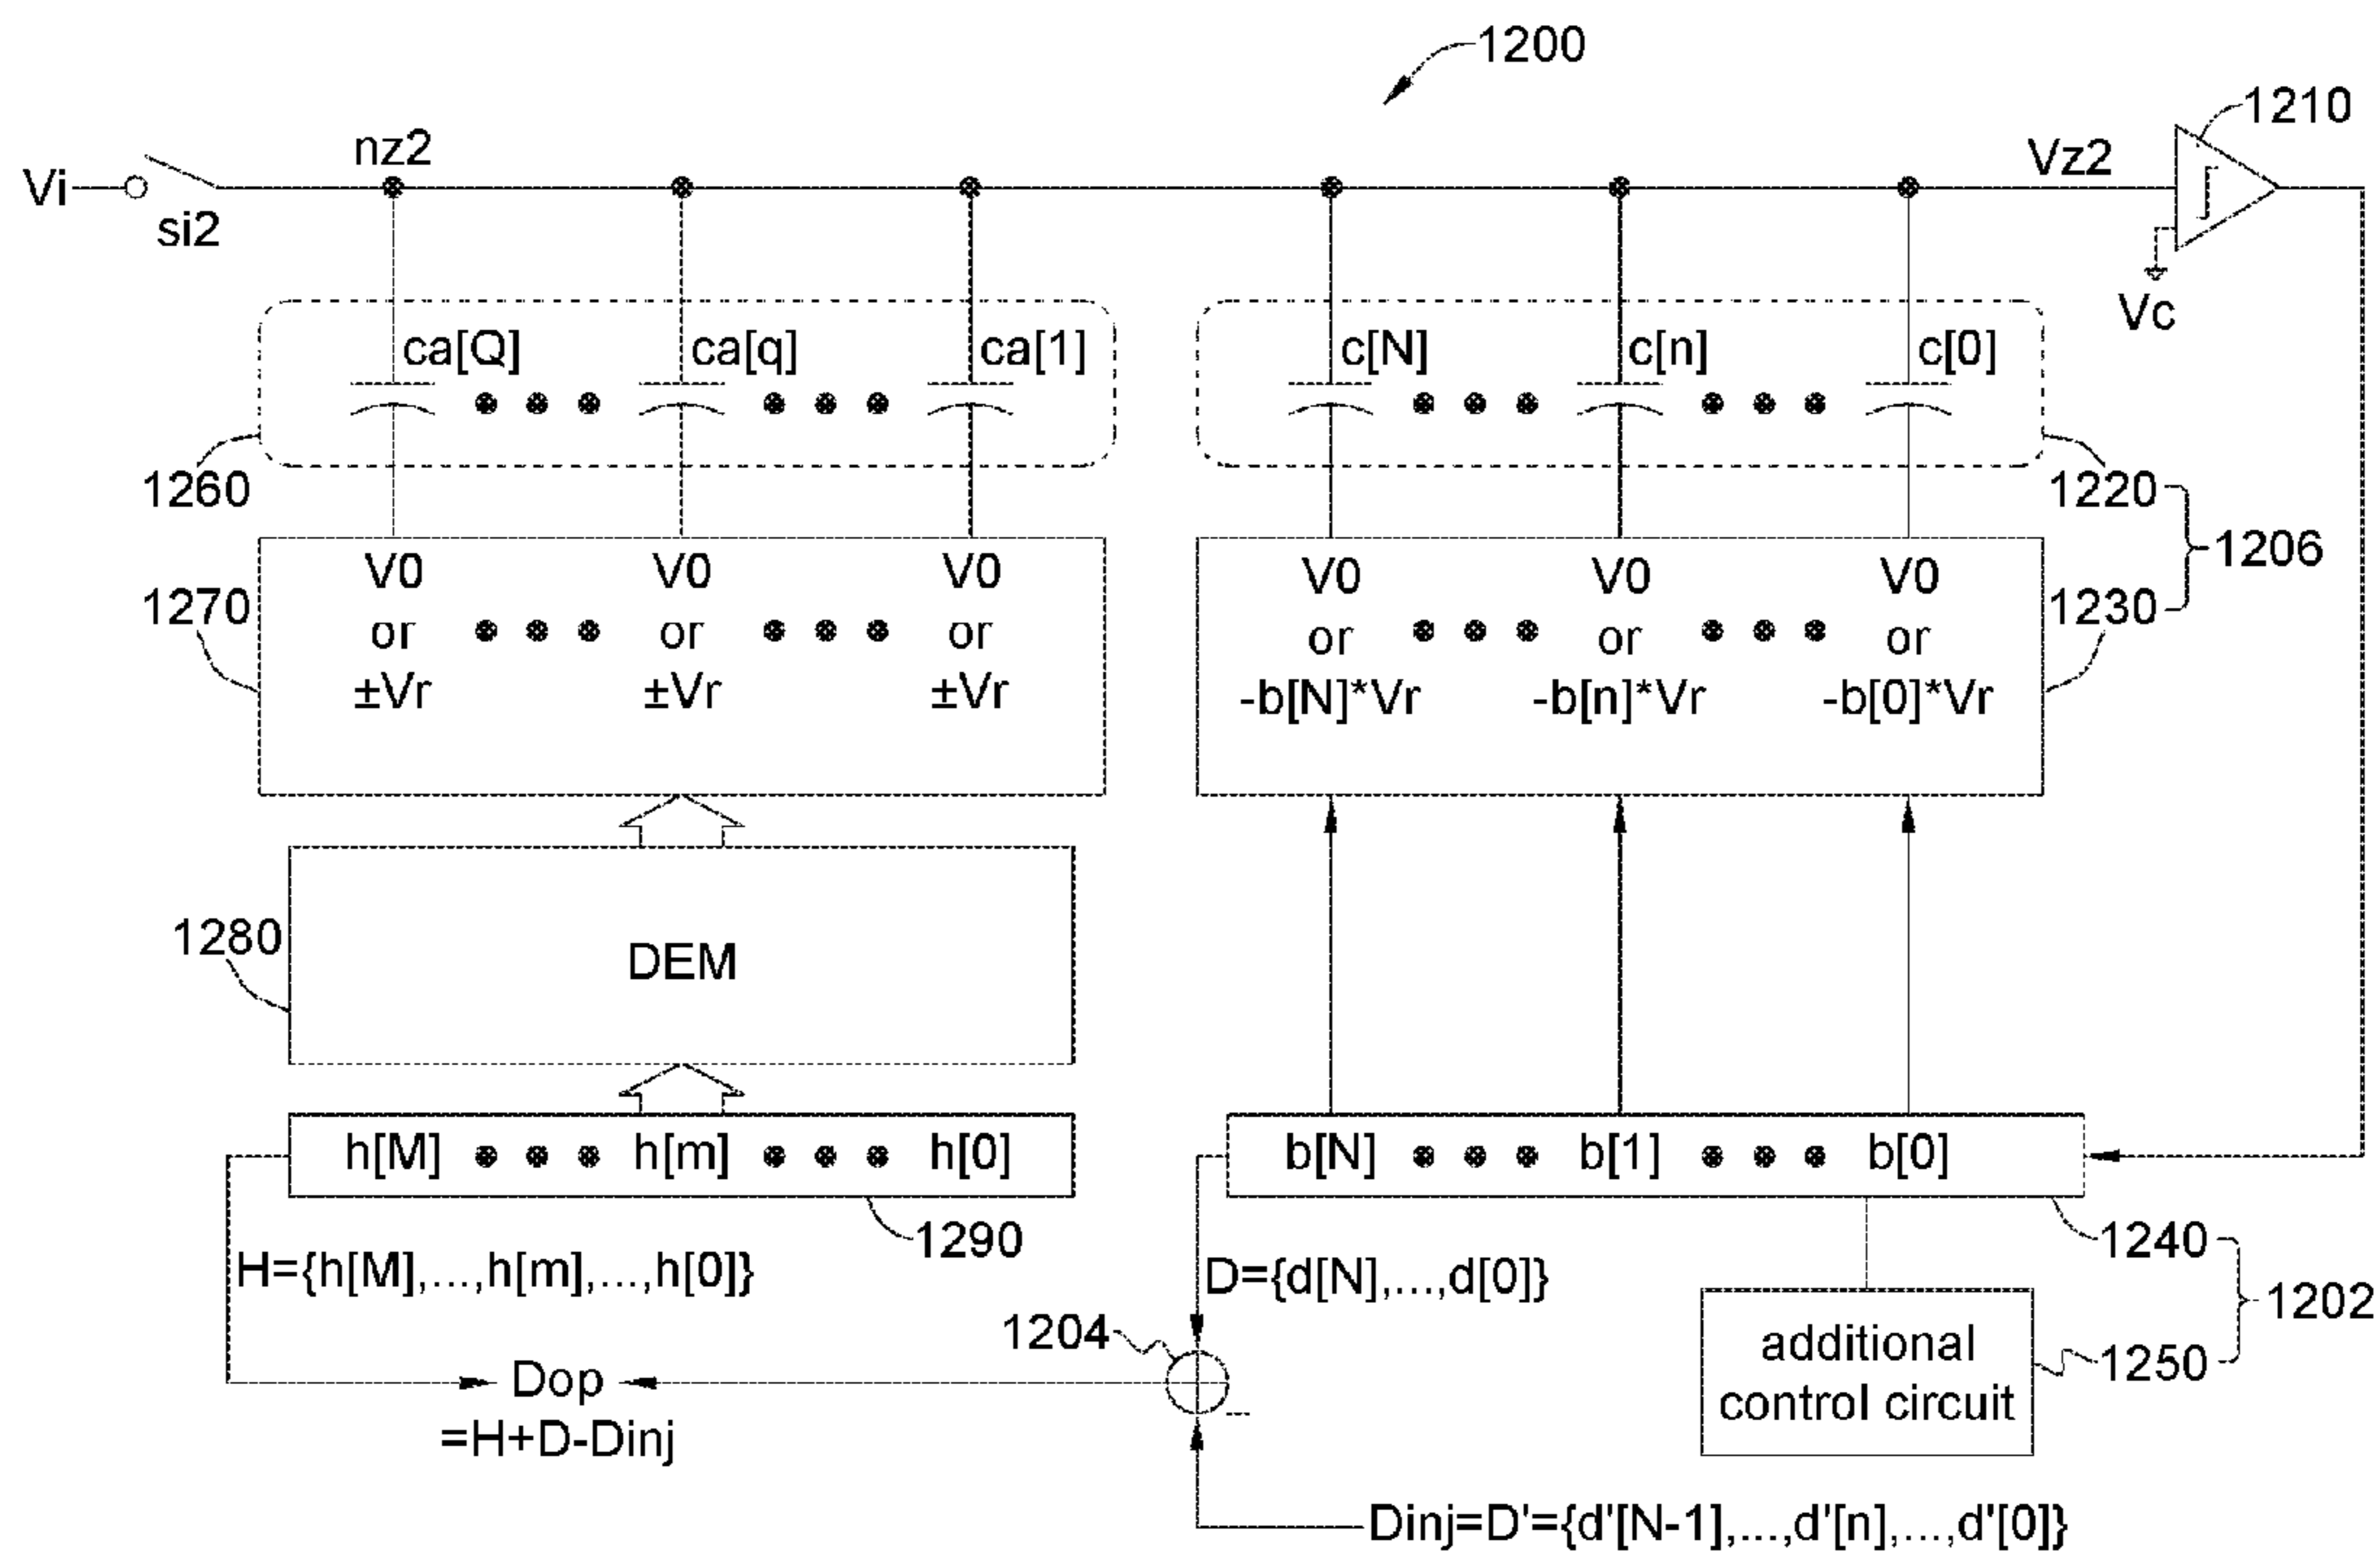 1200
1210
nz2
Vz2
Vi
si2
Vc
ca[Q] ca[q] ca[1]
c[N] c[n] c[0]
1260
1220
1206
1270
V0 V0 V0
or or or
±Vr ±Vr ±Vr
V0 V0 V0
or or or
-b[N]*Vr -b[n]*Vr -b[0]*Vr
1230
1280
DEM
h[M] h[m] h[0]
b[N] b[1] b[0]
1290
1240
H={h[M],...,h[m],...,h[0]}
D={d[N],...,d[0]}
1202
1204
additional
control circuit
1250
Dop
=H+D-Dinj
-
Dinj=D'={d'[N-1],...,d'[n],...,d'[0]}